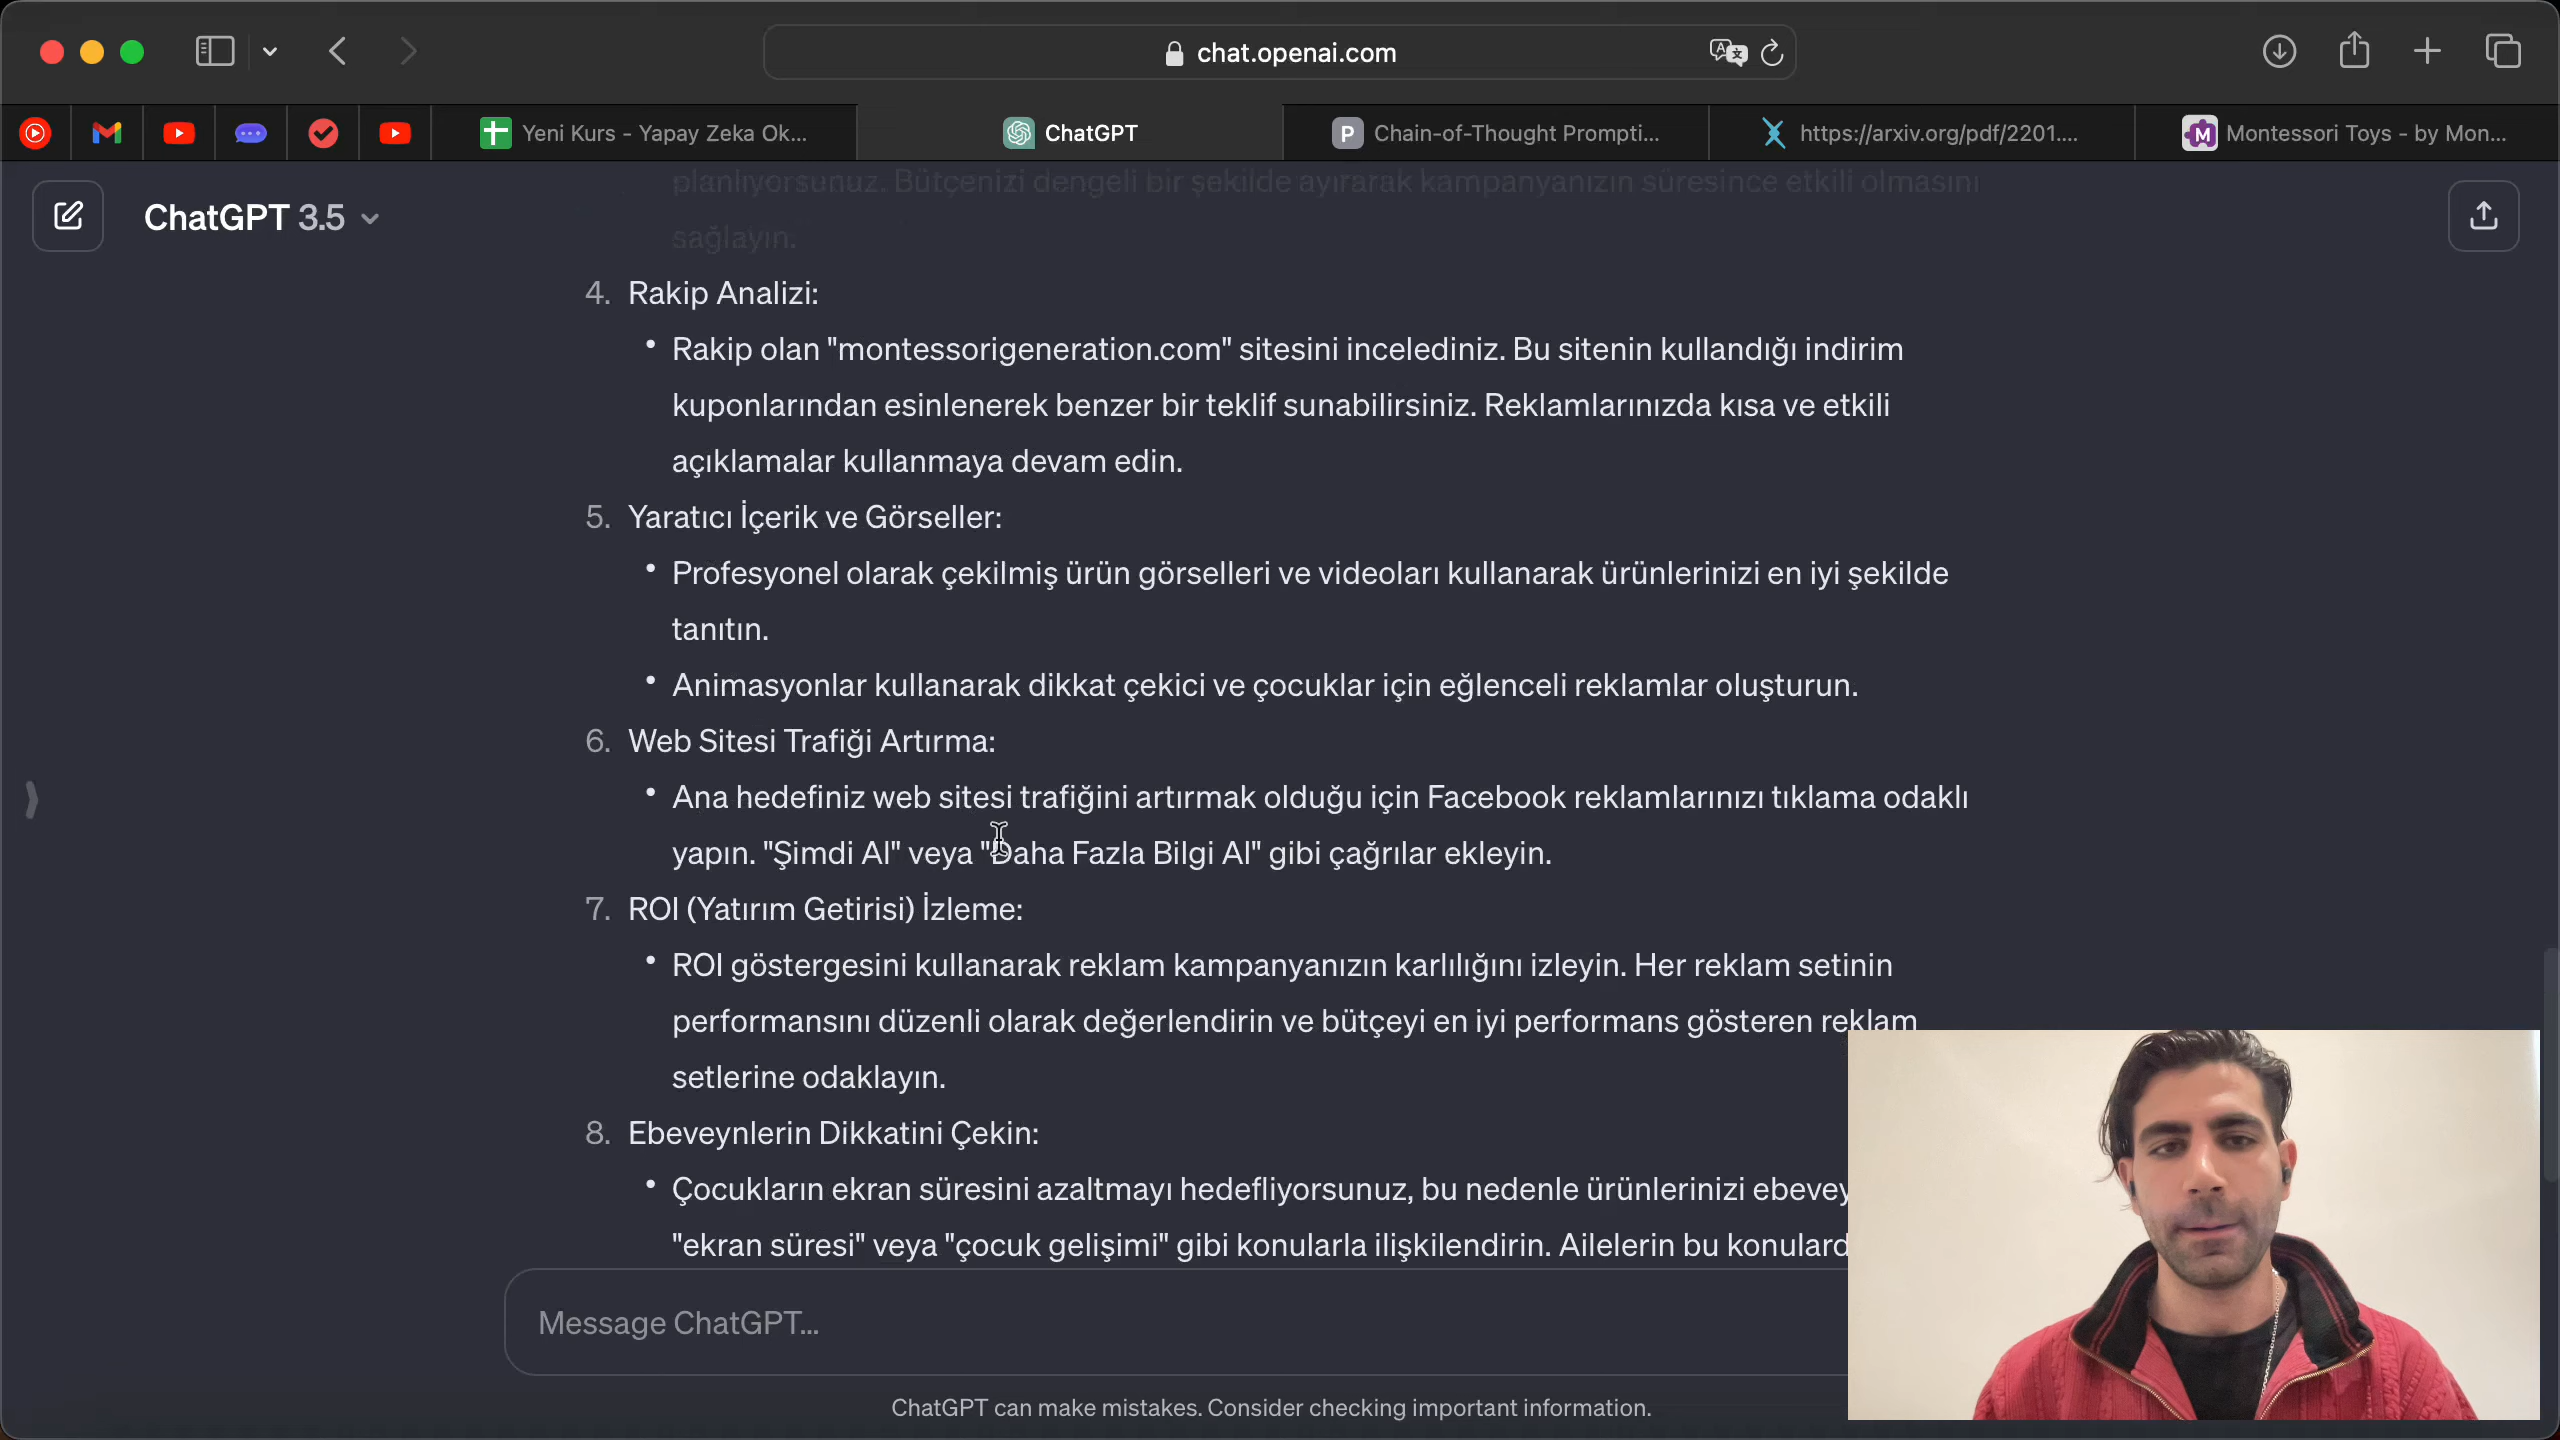 chat.openai.com
Yeni Kurs - Yapay Zeka Ok...
ChatGPT
P
Chain-of-Thought Prompti...
https://arxiv.org/pdf/2201....
M
Montessori Toys - by Mon...
planlıyorsunuz. Bütçenizi dengeli bir şekilde ayırarak kampanyanızın süresince etkili olmasını
ChatGPT 3.5
sağlayın.
4. Rakip Analizi:
• Rakip olan "montessorigeneration.com" sitesini incelediniz. Bu sitenin kullandığı indirim
kuponlarından esinlenerek benzer bir teklif sunabilirsiniz. Reklamlarınızda kısa ve etkili
açıklamalar kullanmaya devam edin.
5. Yaratıcı İçerik ve Görseller:
• Profesyonel olarak çekilmiş ürün görselleri ve videoları kullanarak ürünlerinizi en iyi şekilde
tanıtın.
• Animasyonlar kullanarak dikkat çekici ve çocuklar için eğlenceli reklamlar oluşturun.
6. Web Sitesi Trafiği Artırma:
• Ana hedefiniz web sitesi trafiğini artırmak olduğu için Facebook reklamlarınızı tıklama odaklı
yapın. "Şimdi Al" veya "Daha Fazla Bilgi Al" gibi çağrılar ekleyin.
7. ROI (Yatırım Getirisi) İzleme:
• ROI göstergesini kullanarak reklam kampanyanızın karlılığını izleyin. Her reklam setinin
performansını düzenli olarak değerlendirin ve bütçeyi en iyi performans gösteren reklam
setlerine odaklayın.
8. Ebeveynlerin Dikkatini Çekin:
• Çocukların ekran süresini azaltmayı hedefliyorsunuz, bu nedenle ürünlerinizi ebevey
"ekran süresi" veya "çocuk gelişimi" gibi konularla ilişkilendirin. Ailelerin bu konulard
Message ChatGPT...
ChatGPT can make mistakes. Consider checking important information.